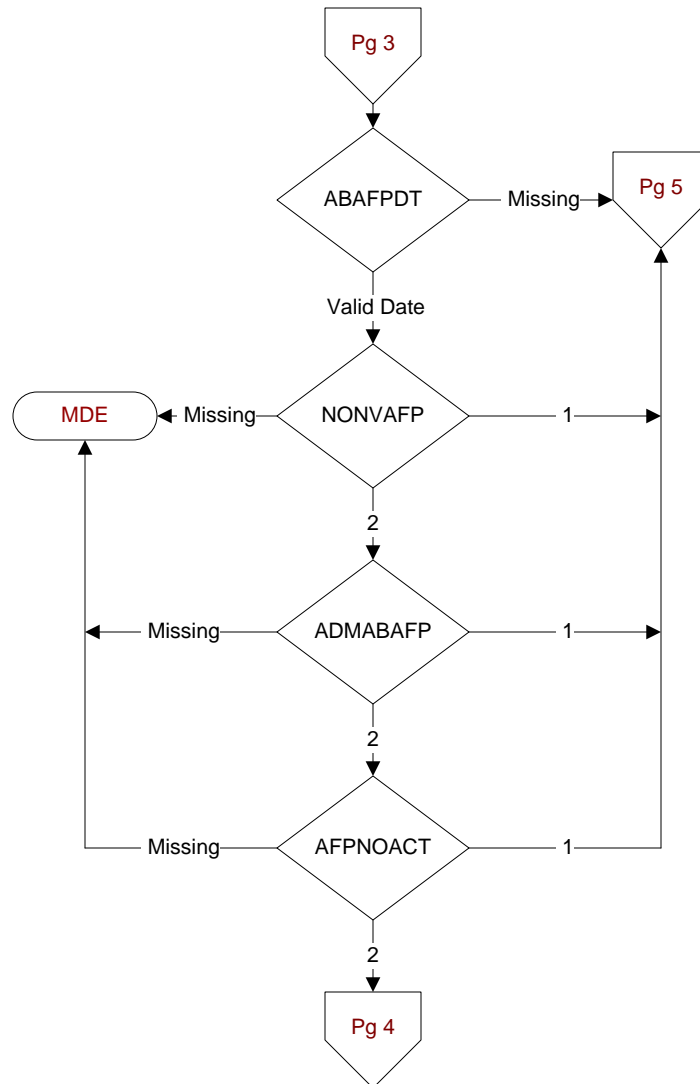 Pg 3
ABAFPDT
Missing
Pg 5
Valid Date
MDE
Missing
NONVAFP
1
2
Missing
ADMABAFP
1
2
Missing
AFPNOACT
1
2
Pg 4